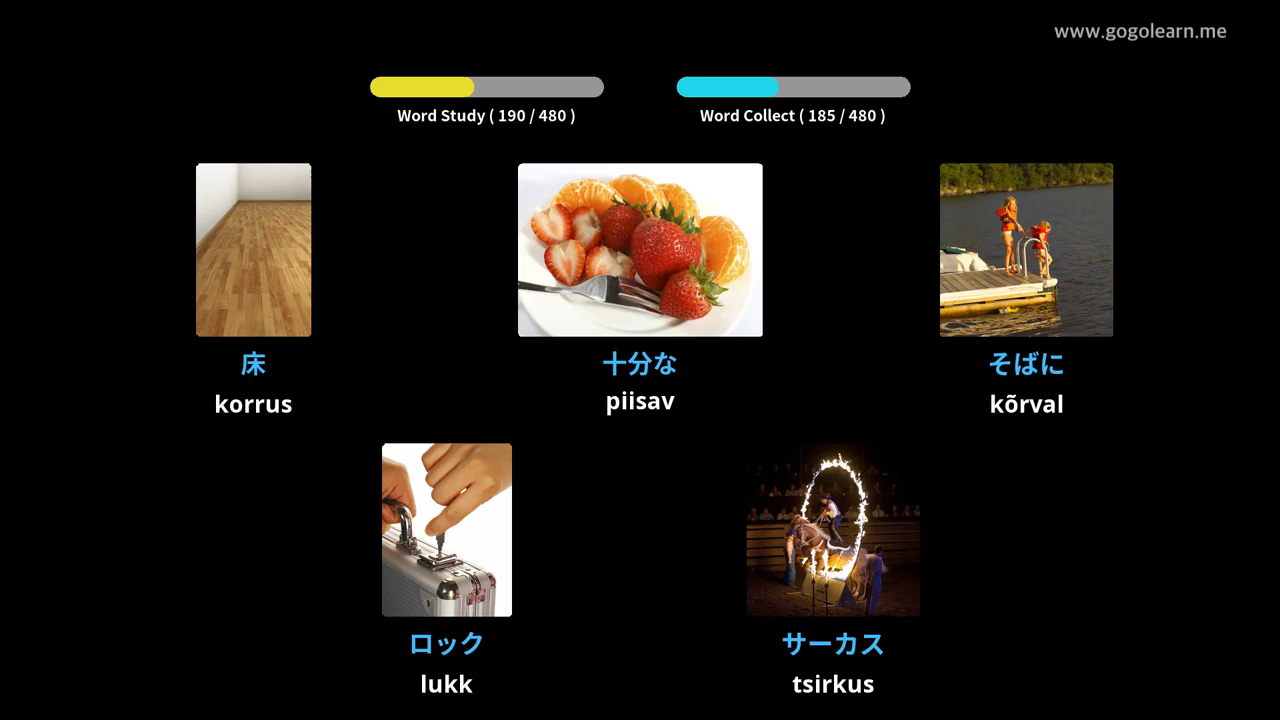 www.gogolearn.me
Word Study ( 190 / 480 )
Word Collect ( 185 / 480 )
床
korrus
十分な
piisav
そばに
kõrval
ロック
lukk
サーカス
tsirkus